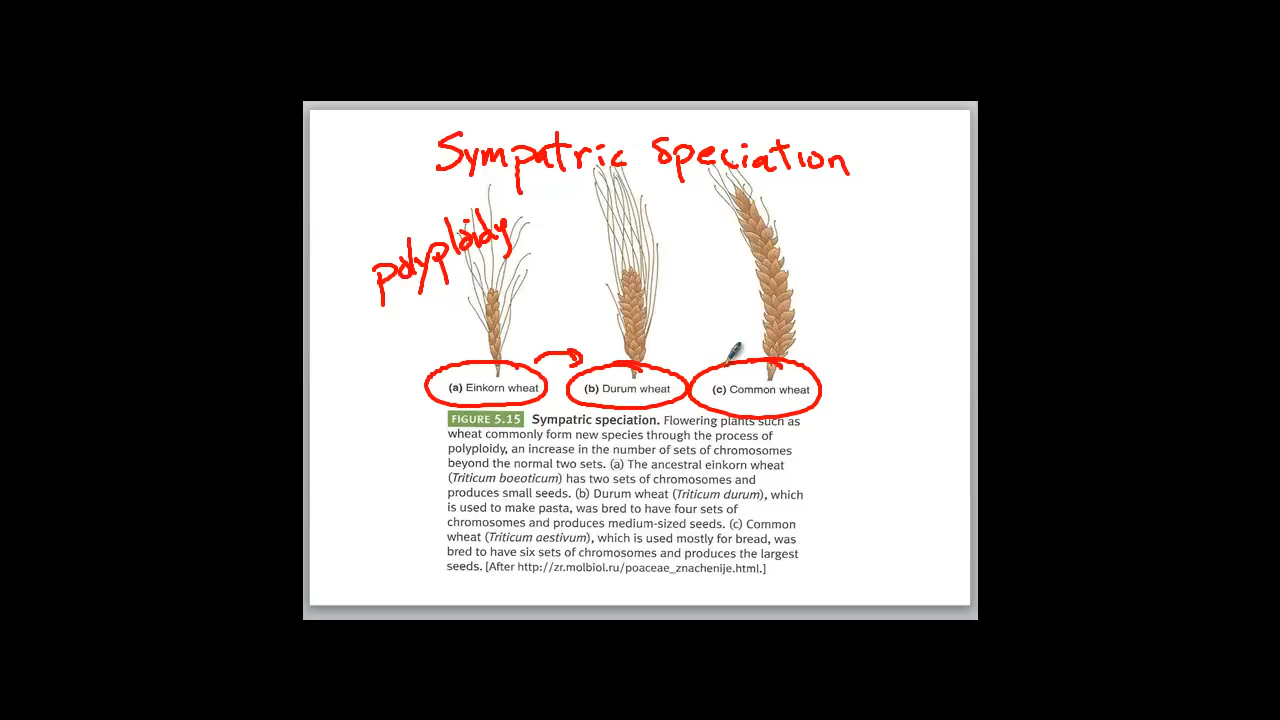 Sympatric speciation
polyploidy
(a) Einkorn wheat
(b) Durum wheat
(c) Common wheat
FIGURE 5.15 Sympatric speciation. Flowering plants such as
wheat commonly form new species through the process of
polyploidy, an increase in the number of sets of chromosomes
beyond the normal two sets. (a) The ancestral einkorn wheat
(Triticum boeoticum) has two sets of chromosomes and
produces small seeds. (b) Durum wheat (Triticum durum), which
is used to make pasta, was bred to have four sets of
chromosomes and produces medium-sized seeds. (c) Common
wheat (Triticum aestivum), which is used mostly for bread, was
bred to have six sets of chromosomes and produces the largest
seeds. [After http://zr.molbiol.ru/poaceae_znachenije.html.]